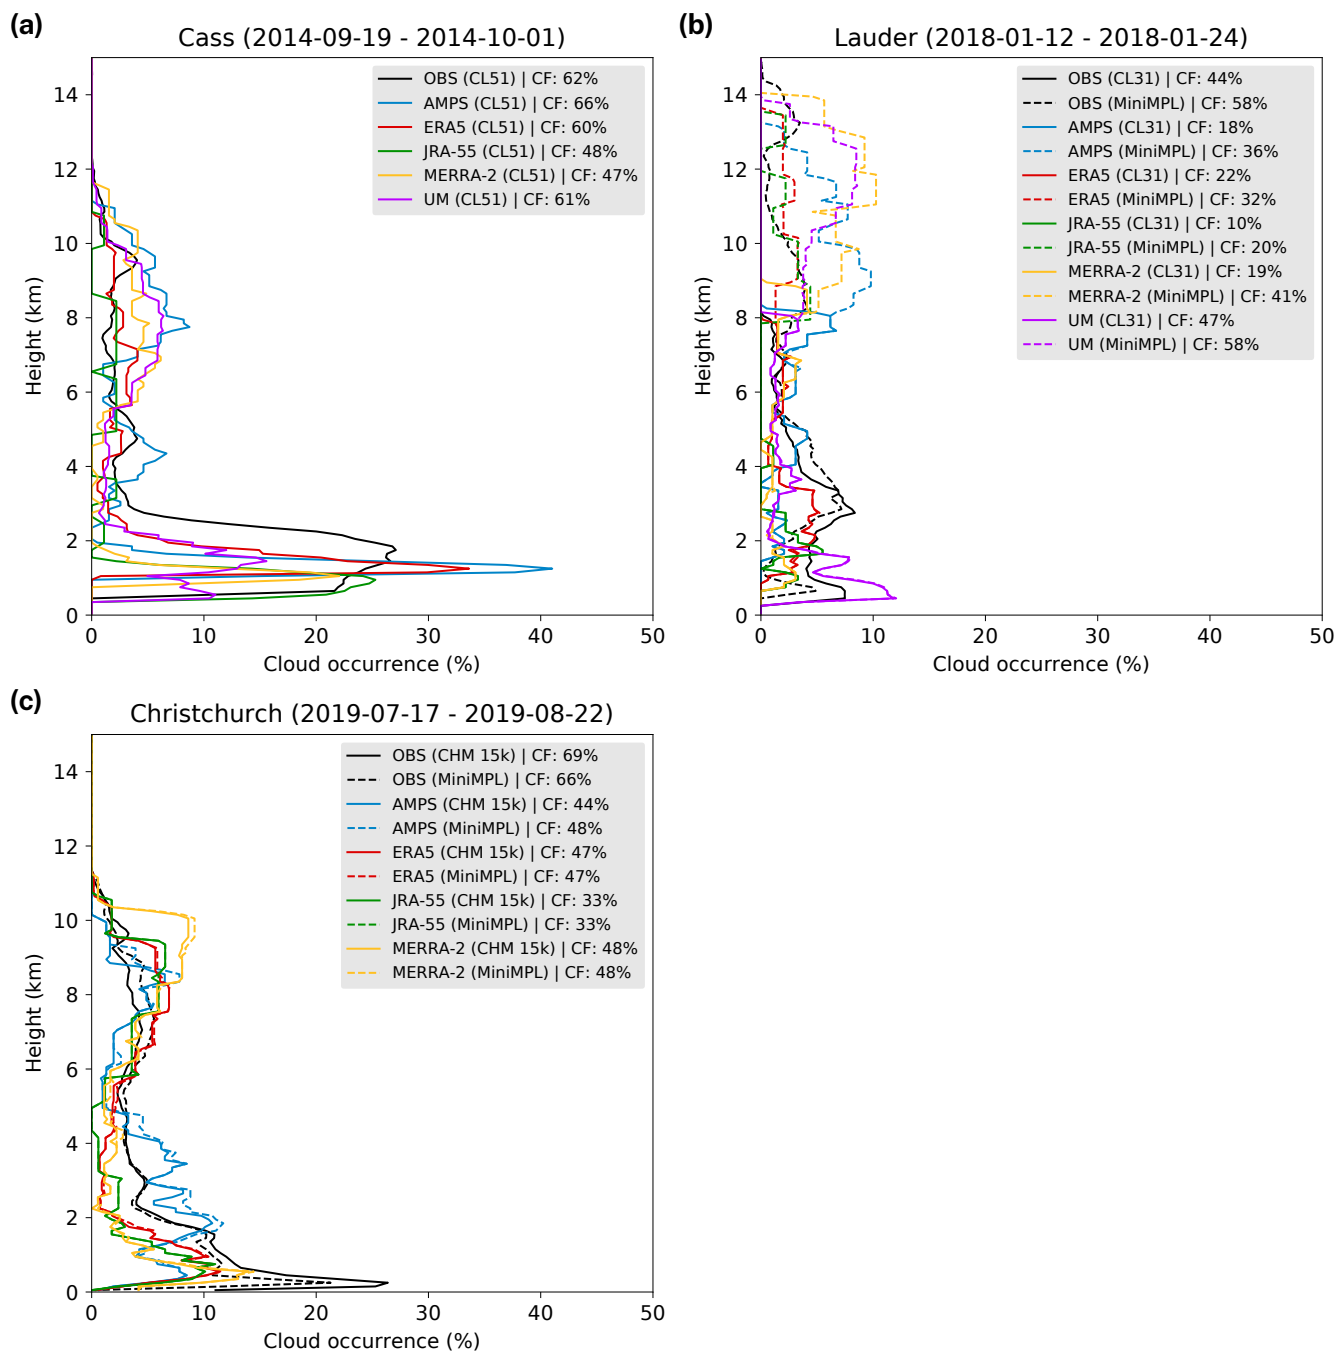 (a)
Cass (2014-09-19 - 2014-10-01)
OBS (CL51) | CF: 62%
AMPS (CL51) | CF: 66%
ERA5 (CL51) | CF: 60%
JRA-55 (CL51) | CF: 48%
MERRA-2 (CL51) | CF: 47%
UM (CL51) | CF: 61%
Height (km)
14
12
10
8
6
4
2
0
0 10 20 30 40 50
Cloud occurrence (%)
(b)
Lauder (2018-01-12 - 2018-01-24)
OBS (CL31) | CF: 44%
OBS (MiniMPL) | CF: 58%
AMPS (CL31) | CF: 18%
AMPS (MiniMPL) | CF: 36%
ERA5 (CL31) | CF: 22%
ERA5 (MiniMPL) | CF: 32%
JRA-55 (CL31) | CF: 10%
JRA-55 (MiniMPL) | CF: 20%
MERRA-2 (CL31) | CF: 19%
MERRA-2 (MiniMPL) | CF: 41%
UM (CL31) | CF: 47%
UM (MiniMPL) | CF: 58%
Height (km)
14
12
10
8
6
4
2
0
0 10 20 30 40 50
Cloud occurrence (%)
(c)
Christchurch (2019-07-17 - 2019-08-22)
OBS (CHM 15k) | CF: 69%
OBS (MiniMPL) | CF: 66%
AMPS (CHM 15k) | CF: 44%
AMPS (MiniMPL) | CF: 48%
ERA5 (CHM 15k) | CF: 47%
ERA5 (MiniMPL) | CF: 47%
JRA-55 (CHM 15k) | CF: 33%
JRA-55 (MiniMPL) | CF: 33%
MERRA-2 (CHM 15k) | CF: 48%
MERRA-2 (MiniMPL) | CF: 48%
Height (km)
14
12
10
8
6
4
2
0
0 10 20 30 40 50
Cloud occurrence (%)